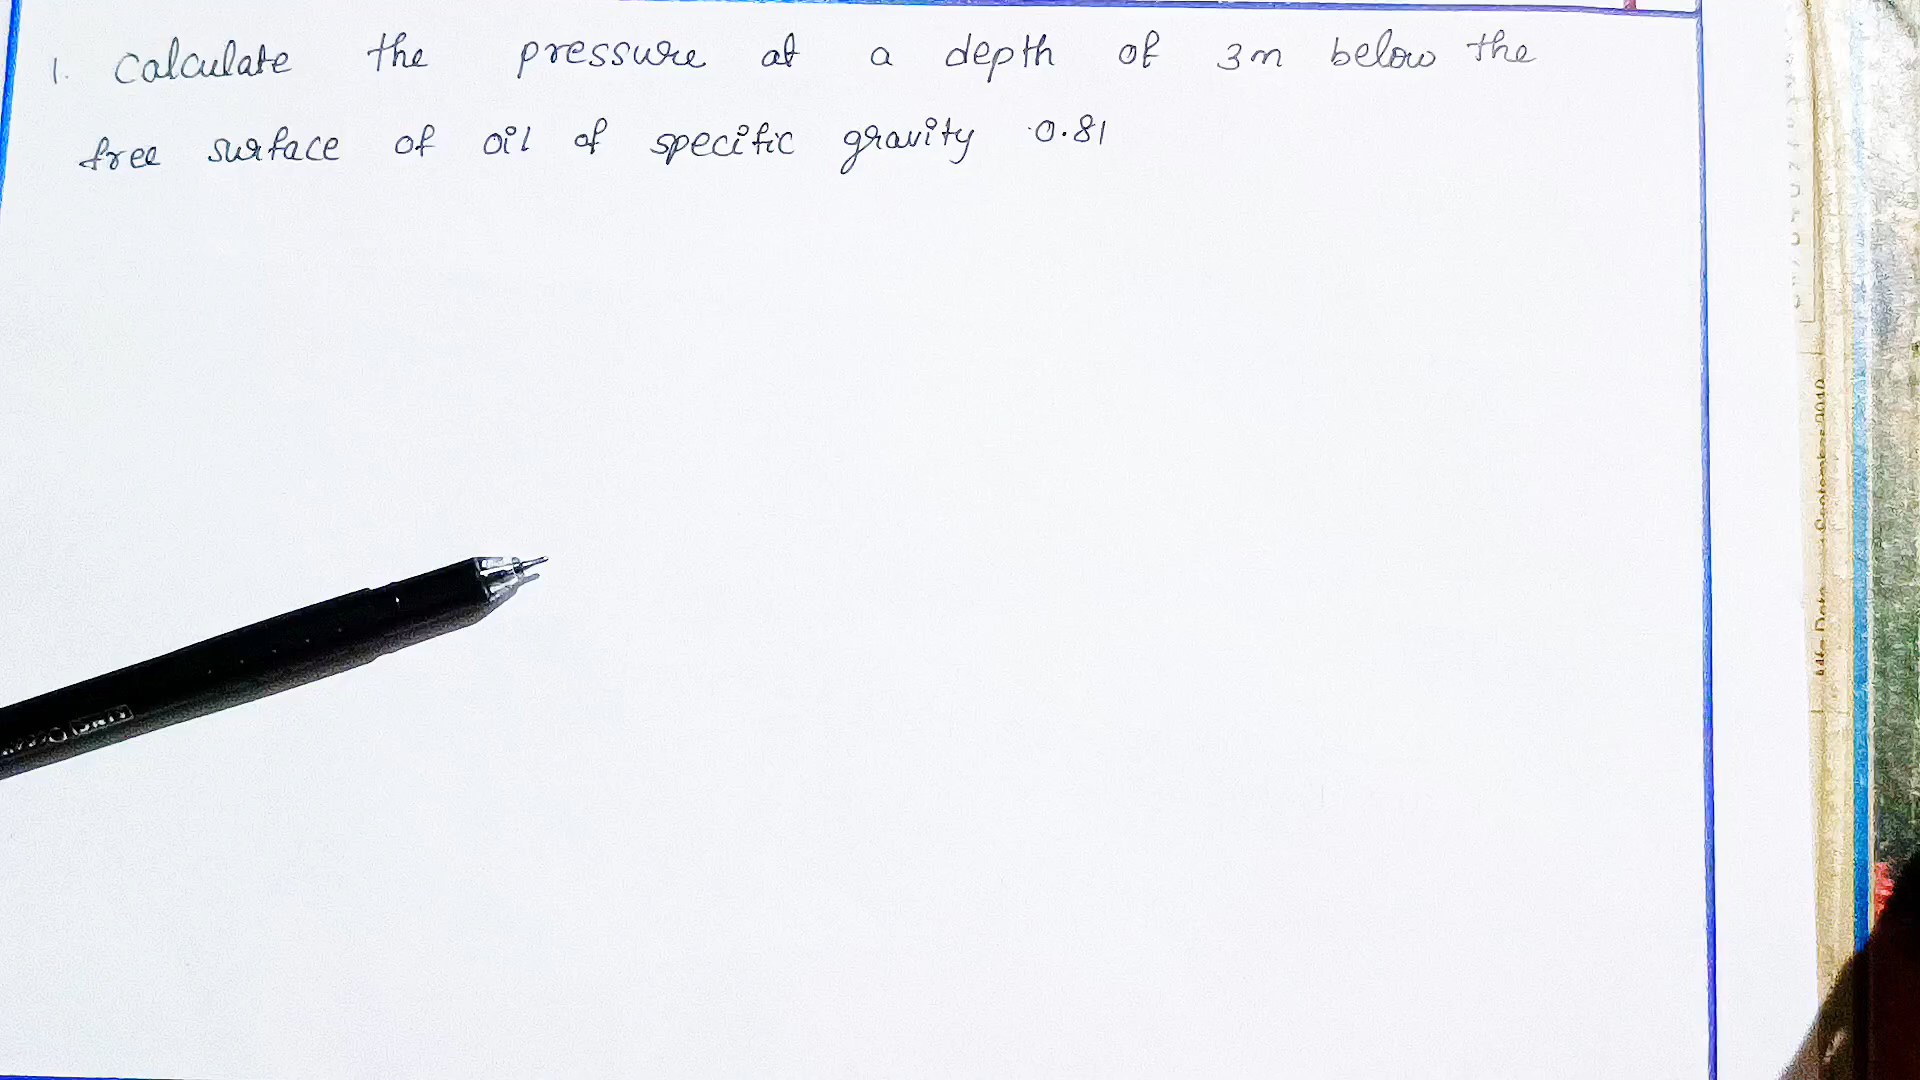 1. Calculate the pressure at a depth of 3m below the
free surface of oil of specific gravity 0.81